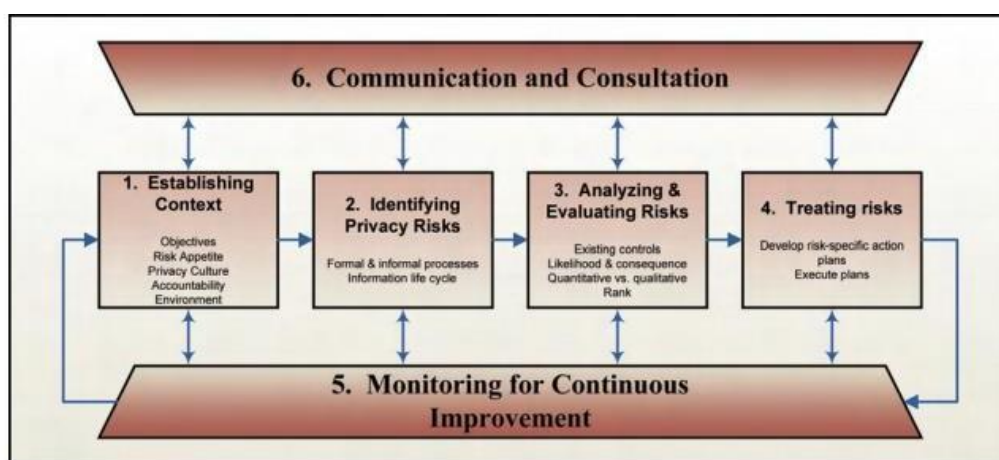 6. Communication and Consultation
1. Establishing
Context
Objectives
Risk Appetite
Privacy Culture
Accountability
Environment
2. Identifying
Privacy Risks
Formal & informal processes
Information life cycle
3. Analyzing &
Evaluating Risks
Existing controls
Likelihood & consequence
Quantitative vs. qualitative
Rank
4. Treating risks
Develop risk-specific action
plans
Execute plans
5. Monitoring for Continuous
Improvement